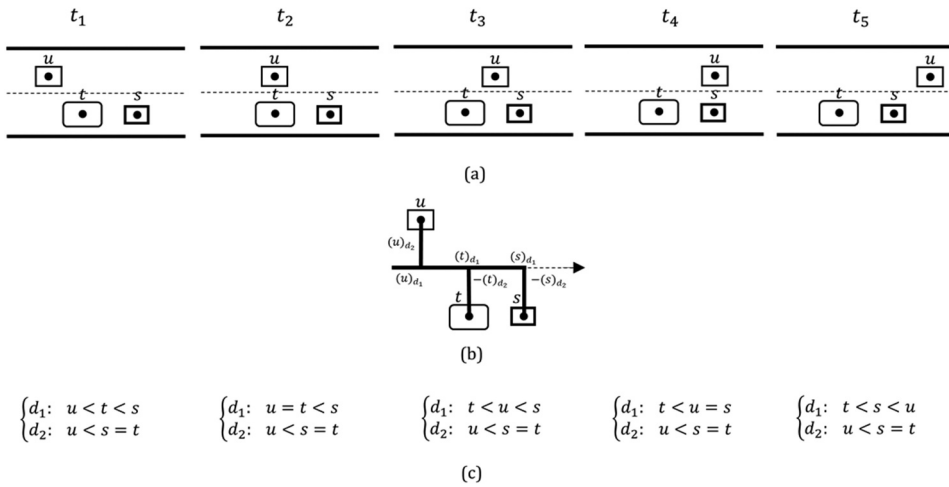 t₁ t₂ t₃ t₄ t₅
u u u u u
t s t s t s t s t s
(a)
u
(u)d₂ (t)d₁ (s)d₁
(u)d₁ −(t)d₂ −(s)d₂
t s
(b)
{d₁: u < t < s {d₁: u = t < s {d₁: t < u < s {d₁: t < u = s {d₁: t < s < u
d₂: u < s = t d₂: u < s = t d₂: u < s = t d₂: u < s = t d₂: u < s = t
(c)